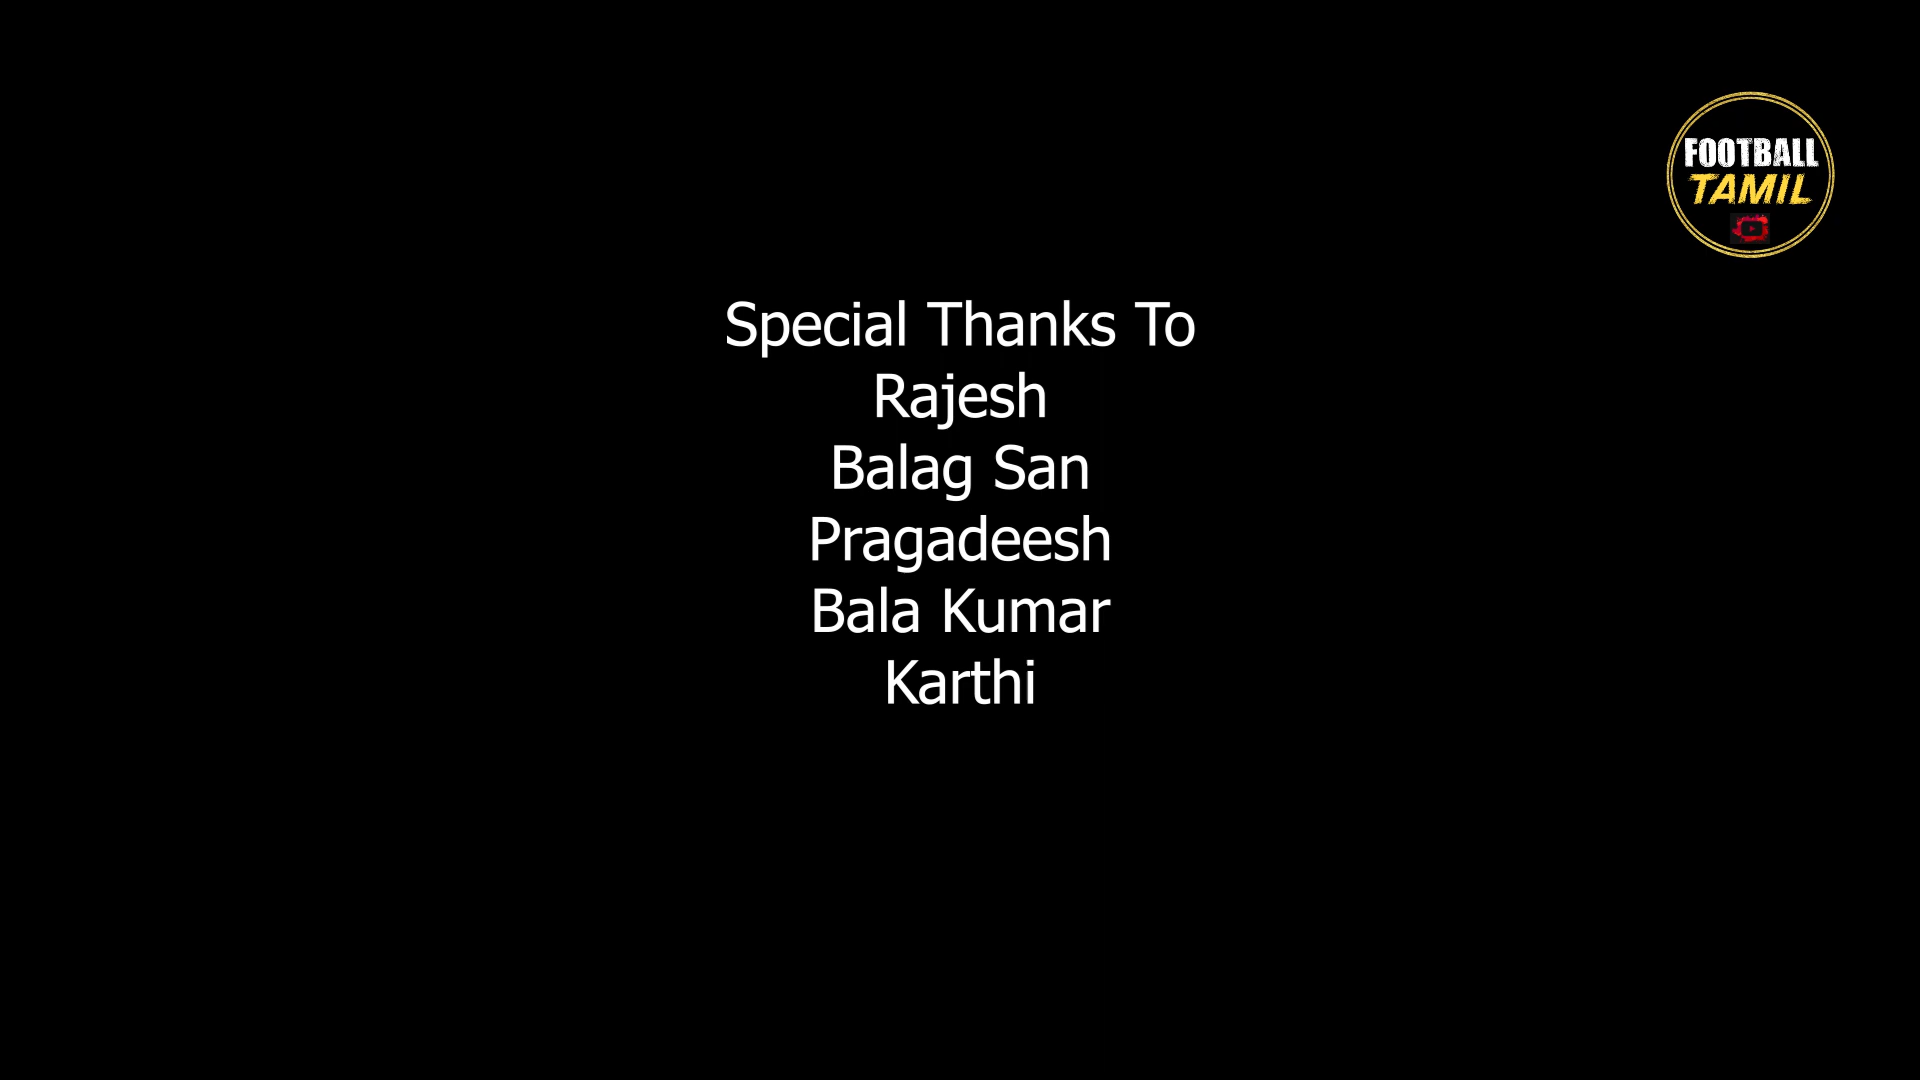 FOOTBALL
TAMIL
Special Thanks To
Rajesh
Balag San
Pragadeesh
Bala Kumar
Karthi